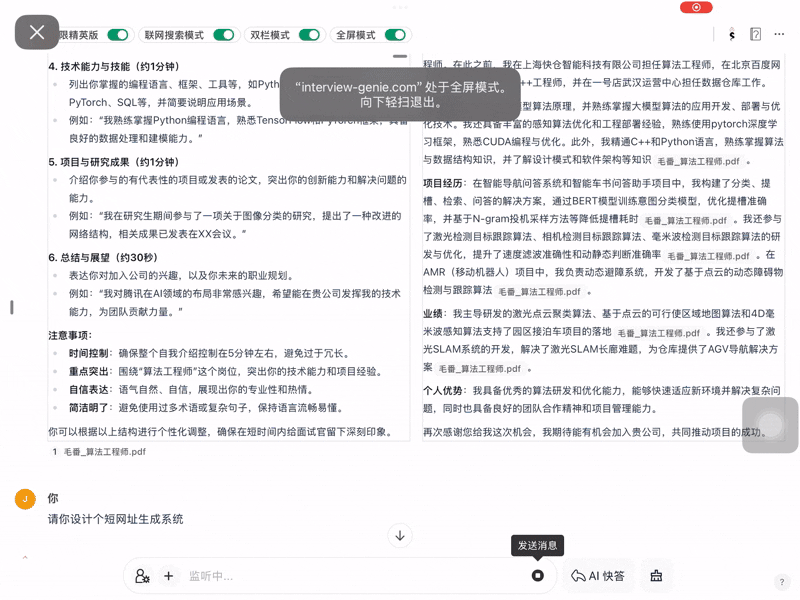 限精英版
联网搜索模式
双栏模式
全屏模式
“interview-genie.com”处于全屏模式。
向下轻扫退出。
4. 技术能力与技能（约1分钟）
列出你掌握的编程语言、框架、工具等，如Pyth
PyTorch、SQL等，并简要说明应用场景。
例如：“我熟练掌握Python编程语言，熟悉TensorFlow和PyTorch框架，具备
良好的数据处理和建模能力。”
5. 项目与研究成果（约1分钟）
介绍你参与的有代表性的项目或发表的论文，突出你的创新能力和解决问题的
能力。
例如：“我在研究生期间参与了一项关于图像分类的研究，提出了一种改进的
网络结构，相关成果已发表在XX会议。”
6. 总结与展望（约30秒）
表达你对加入公司的兴趣，以及你未来的职业规划。
例如：“我对腾讯在AI领域的布局非常感兴趣，希望能在贵公司发挥我的技术
能力，为团队贡献力量。”
注意事项：
时间控制：确保整个自我介绍控制在5分钟左右，避免过于冗长。
重点突出：围绕“算法工程师”这个岗位，突出你的技术能力和项目经验。
自信表达：语气自然、自信，展现出你的专业性和热情。
简洁明了：避免使用过多术语或复杂句子，保持语言流畅易懂。
你可以根据以上结构进行个性化调整，确保在短时间内给面试官留下深刻印象。
1 毛番_算法工程师.pdf
程师。在此之前，我在上海快仓智能科技有限公司担任算法工程师，在北京百度网
++工程师，并在一号店武汉运营中心担任数据仓库工作。
型算法原理，并熟练掌握大模型算法的应用开发、部署与优
化技术。我还具备丰富的感知算法优化和工程部署经验，熟练使用pytorch深度学
习框架，熟悉CUDA编程与优化。此外，我精通C++和Python语言，熟练掌握算法
与数据结构知识，并了解设计模式和软件架构等知识 毛番_算法工程师.pdf 。
项目经历：在智能导航问答系统和智能车书问答助手项目中，我构建了分类、提
槽、检索、问答的解决方案，通过BERT模型训练意图分类模型，优化提槽准确
率，并基于N-gram投机采样方法等降低提槽耗时 毛番_算法工程师.pdf 。我还参与
了激光检测目标跟踪算法、相机检测目标跟踪算法、毫米波检测目标跟踪算法的研
发与优化，提升了速度滤波准确性和动静态判断准确率 毛番_算法工程师.pdf 。在
AMR（移动机器人）项目中，我负责动态避障系统，开发了基于点云的动态障碍物
检测与跟踪算法 毛番_算法工程师.pdf 。
业绩：我主导研发的激光点云聚类算法、基于点云的可行使区域地图算法和4D毫
米波感知算法支持了园区接泊车项目的落地 毛番_算法工程师.pdf 。我还参与了激
光SLAM系统的开发，解决了激光SLAM长廊难题，为仓库提供了AGV导航解决方
案 毛番_算法工程师.pdf 。
个人优势：我具备优秀的算法研发和优化能力，能够快速适应新环境并解决复杂问
题，同时也具备良好的团队合作精神和项目管理能力。
再次感谢您给我这次机会，我期待能有机会加入贵公司，共同推动项目的成功。
J
你
请你设计个短网址生成系统
发送消息
监听中...
AI 快答
?